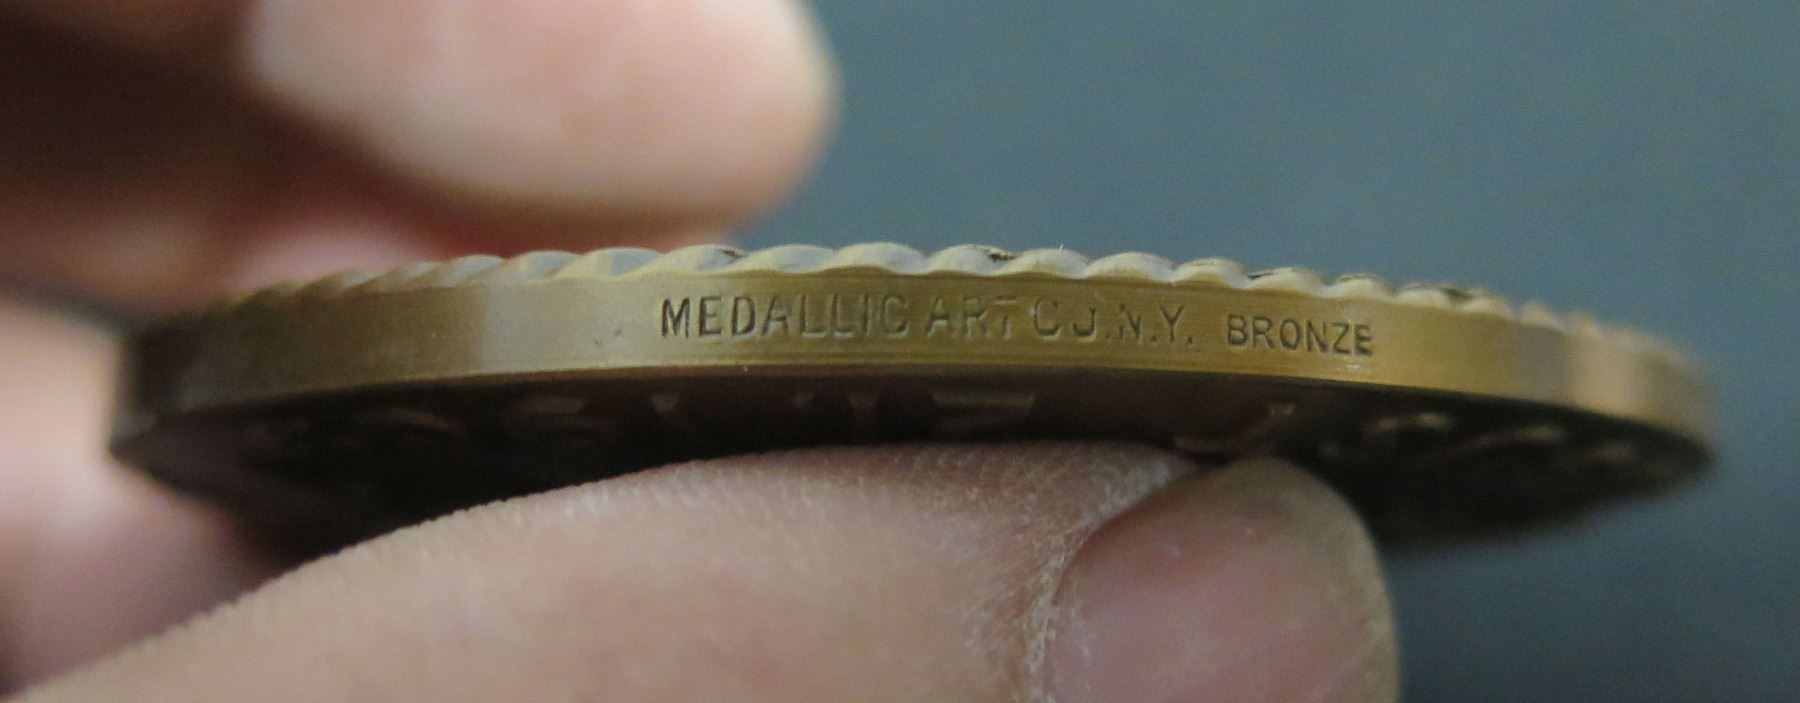 MEDALLIC ART CO.N.Y. BRONZE